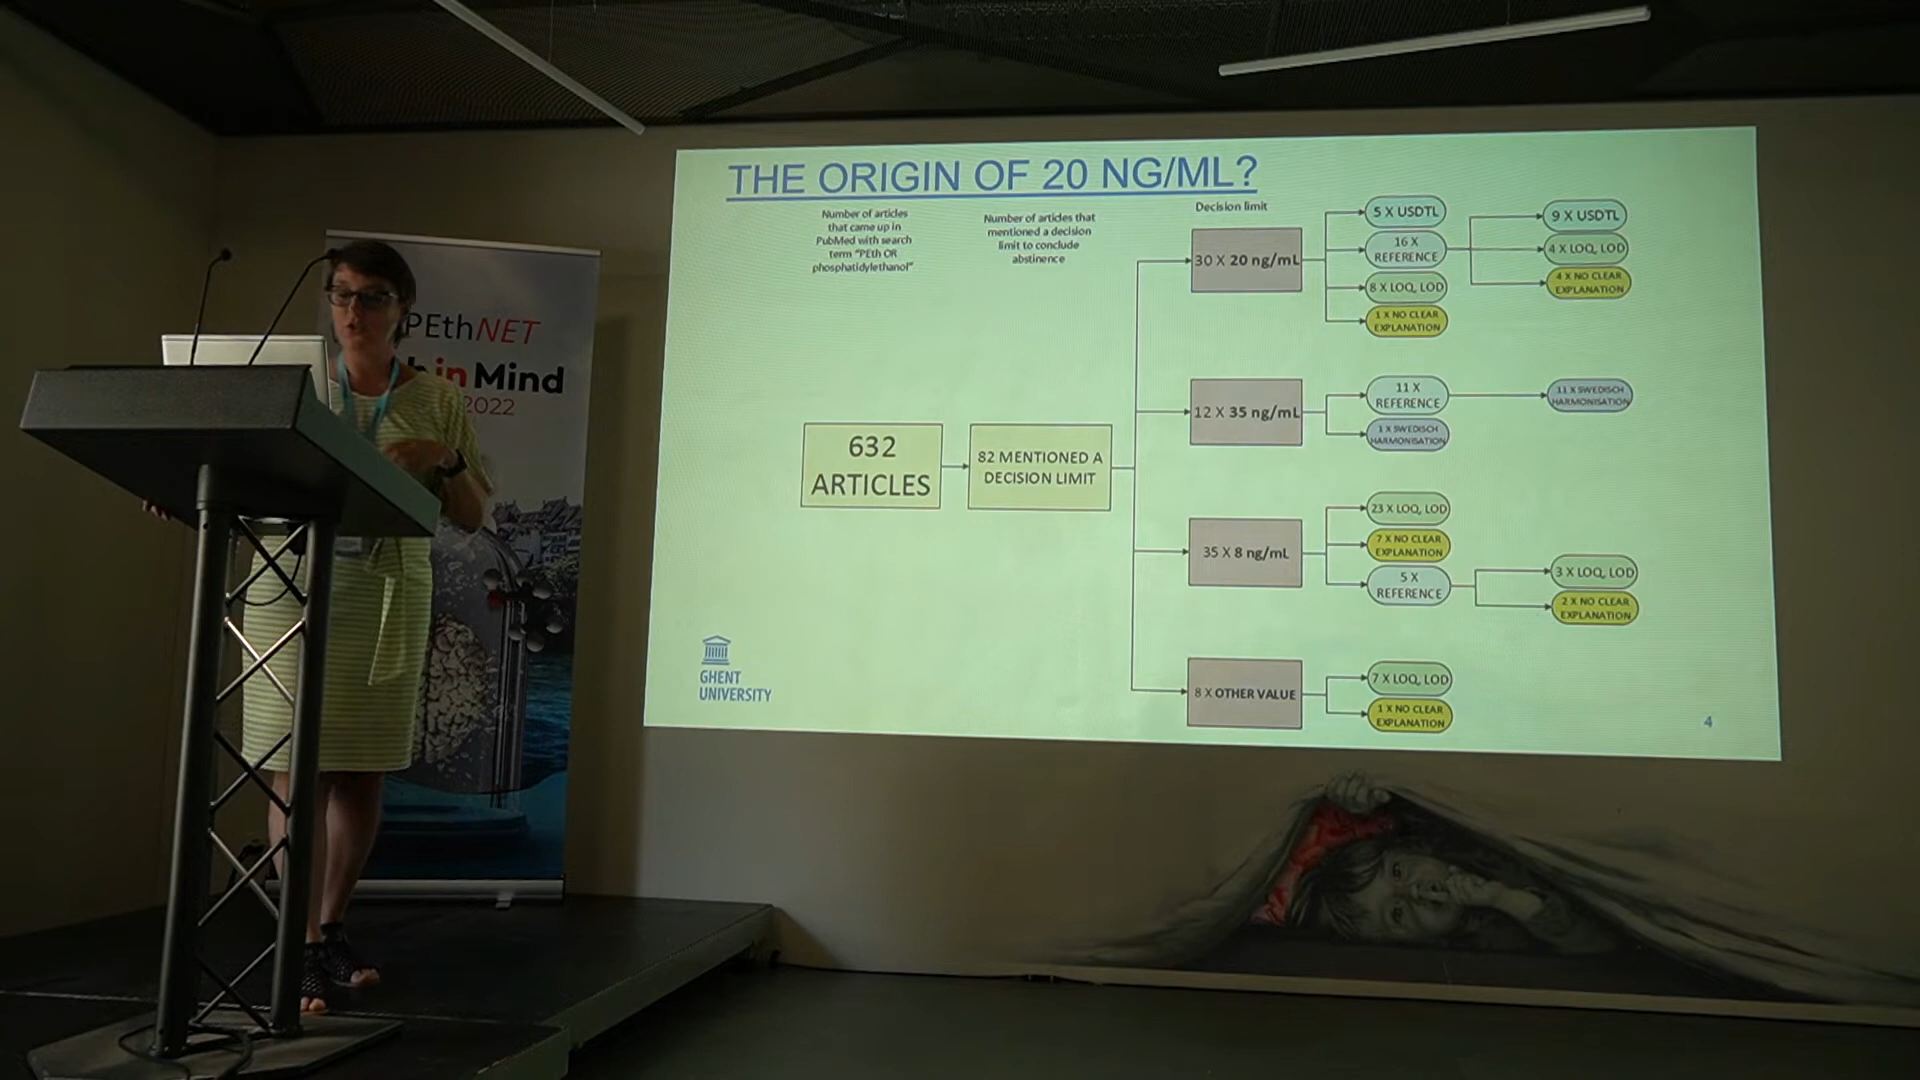 THE ORIGIN OF 20 NG/ML?
Number of articles
that came up in
PubMed with search
term "PEth OR
phosphatidylethanol"
Number of articles that
mentioned a decision
limit to conclude
abstinence
Decision limit
632
ARTICLES
82 MENTIONED A
DECISION LIMIT
30 X 20 ng/mL
5 X USDTL
16 X
REFERENCE
8 X LOQ, LOD
1 X NO CLEAR
EXPLANATION
9 X USDTL
4 X LOQ, LOD
4 X NO CLEAR
EXPLANATION
12 X 35 ng/mL
11 X
REFERENCE
1 X SWEDISCH
HARMONISATION
11 X SWEDISCH
HARMONISATION
35 X 8 ng/mL
23 X LOQ, LOD
7 X NO CLEAR
EXPLANATION
5 X
REFERENCE
3 X LOQ, LOD
2 X NO CLEAR
EXPLANATION
8 X OTHER VALUE
7 X LOQ, LOD
1 X NO CLEAR
EXPLANATION
GHENT
UNIVERSITY
4
PEthNET
h in Mind
2022